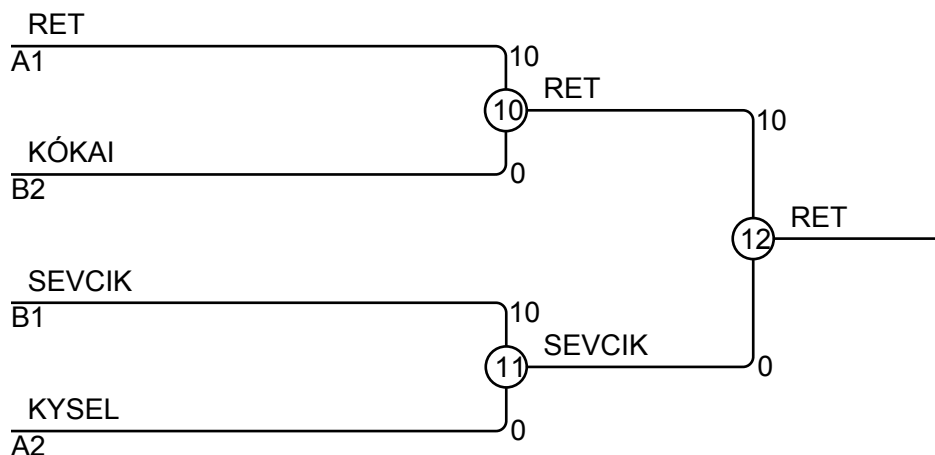 RET
A1
10
10
RET
10
KÓKAI
B2
0
12
RET
SEVCIK
B1
10
11
SEVCIK
0
KYSEL
A2
0